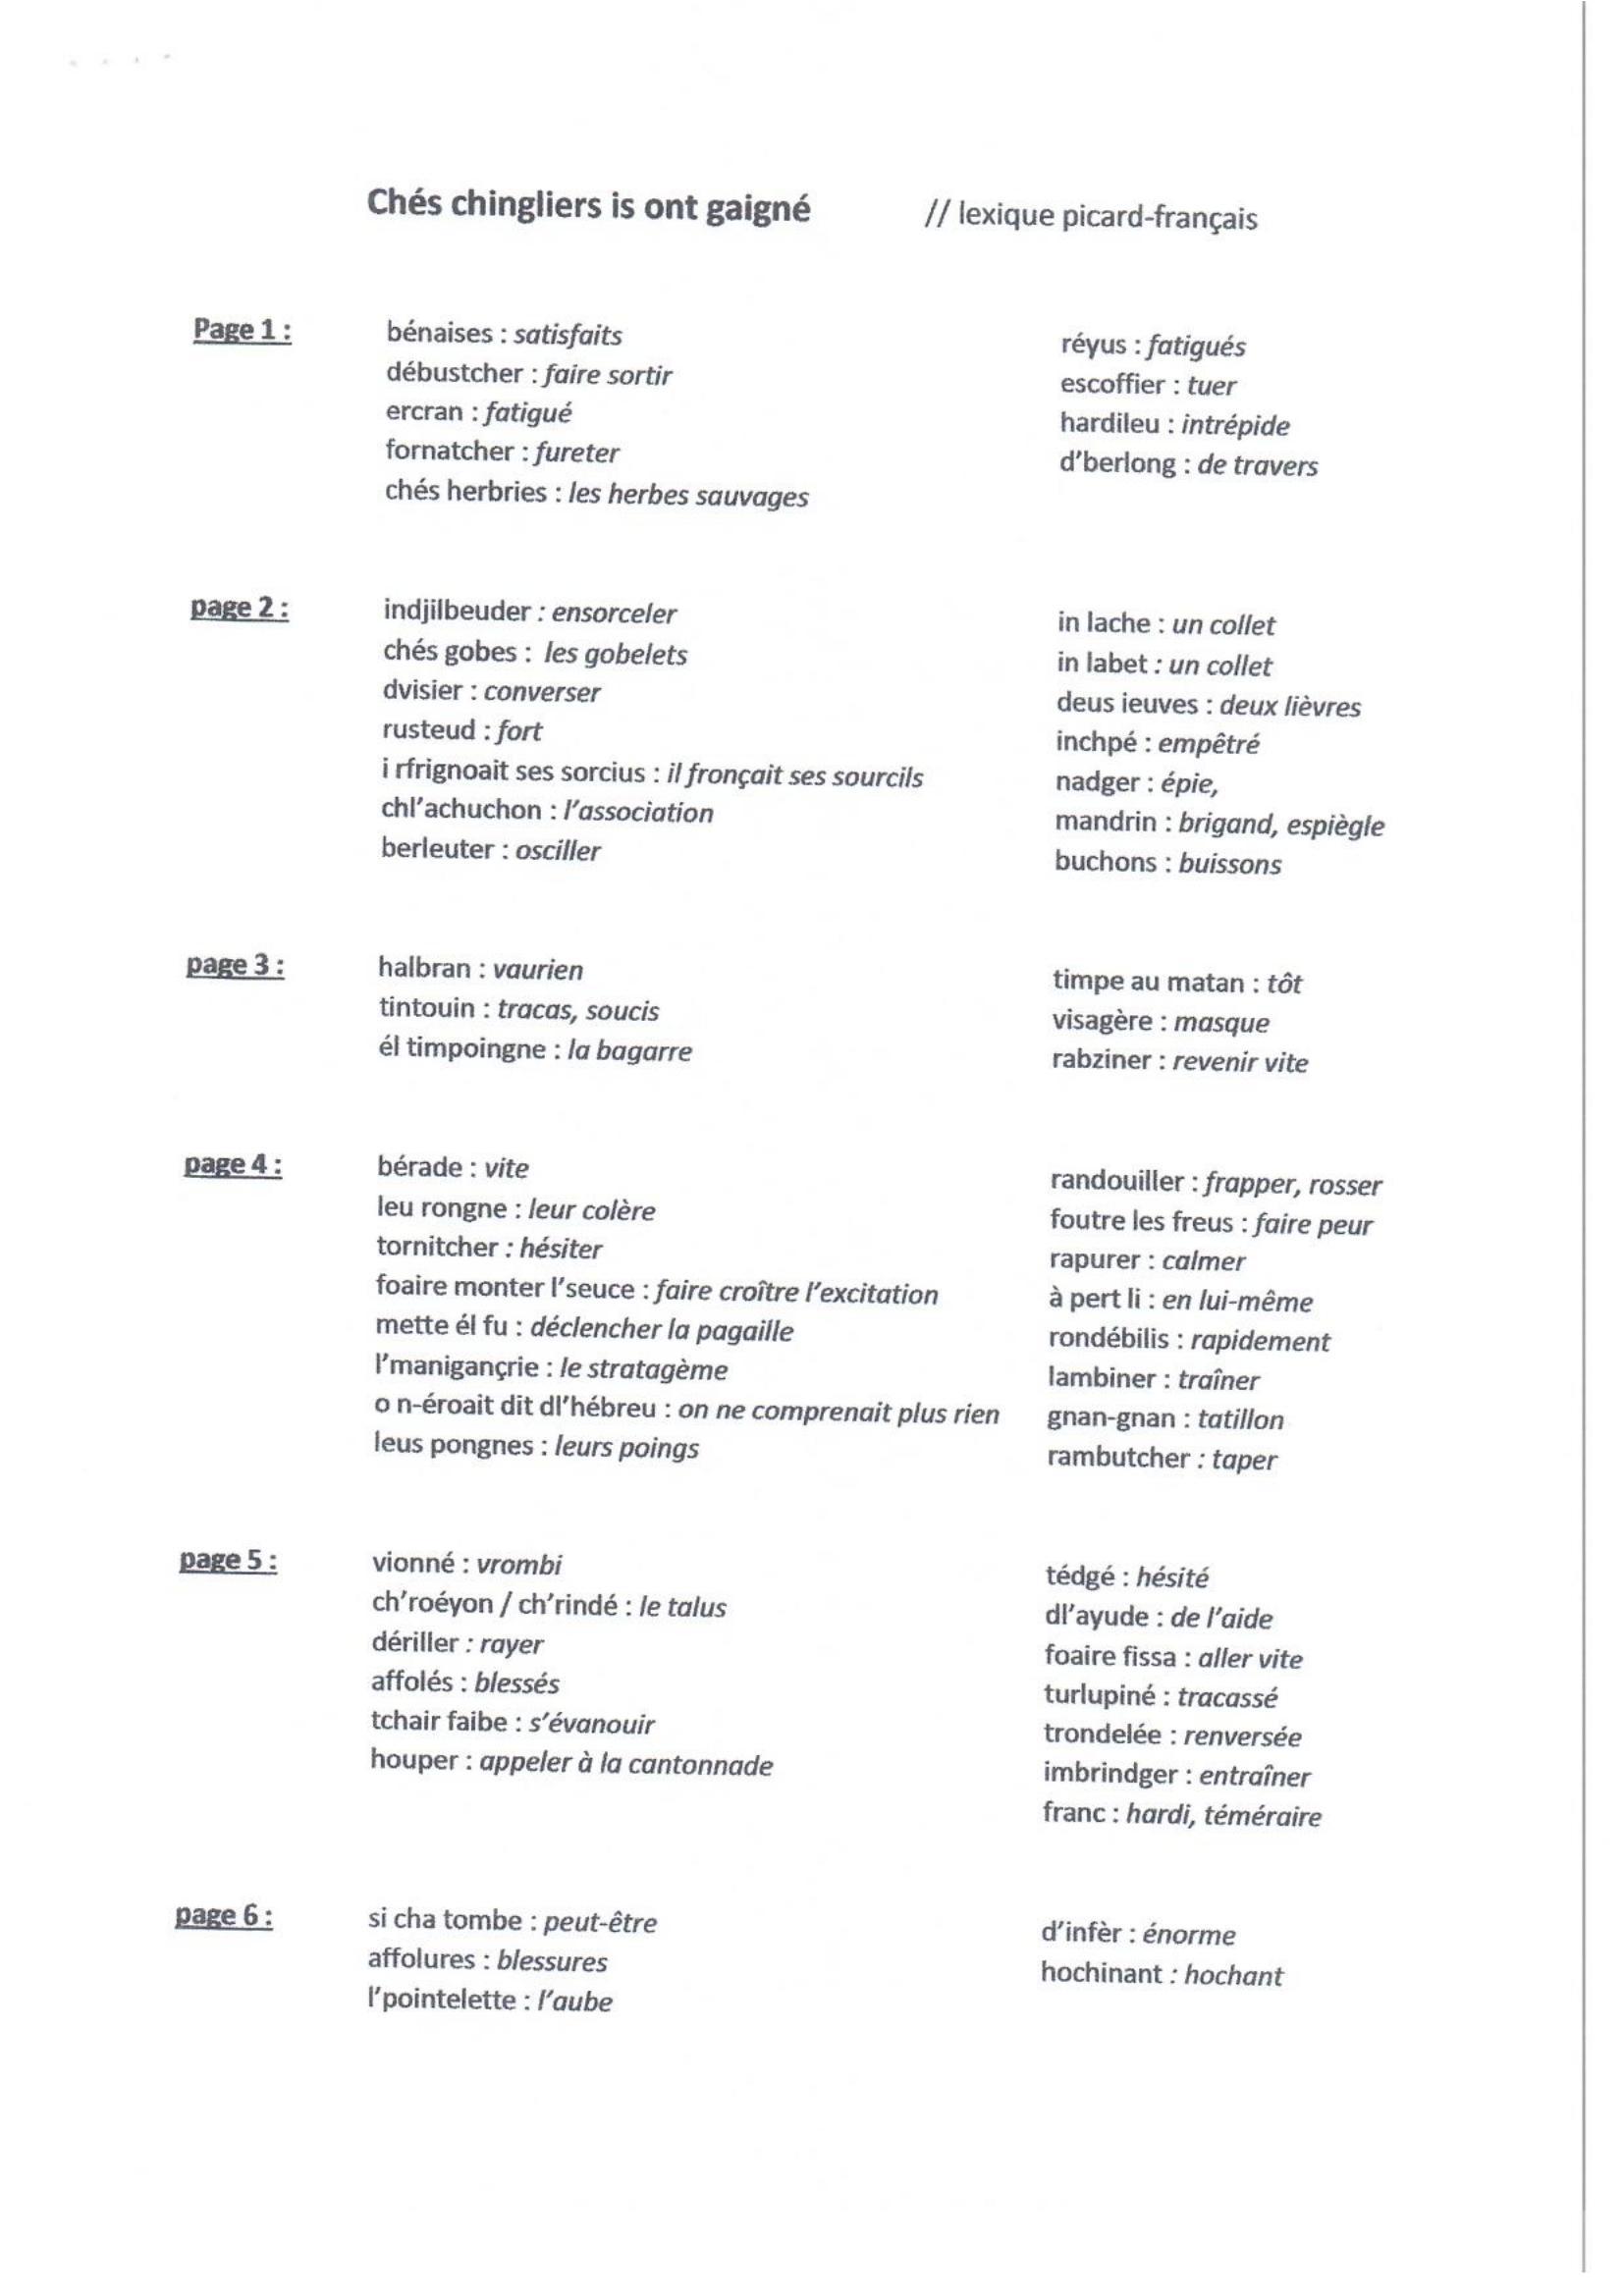 Chés chingliers is ont gaigné // lexique picard-français
Page 1 :
bénaises : satisfaits
débustcher : faire sortir
ercran : fatigué
fornatcher : fureter
chés herbries : les herbes sauvages
réyus : fatigués
escoffier : tuer
hardileu : intrépide
d'berlong : de travers
page 2 :
indjilbeuder : ensorceler
chés gobes : les gobelets
dvisier : converser
rusteud : fort
i rfrignoait ses sorcius : il fronçait ses sourcils
chl'achuchon : l'association
berleuter : osciller
in lache : un collet
in labet : un collet
deus ieuves : deux lièvres
inchpé : empêtré
nadger : épie,
mandrin : brigand, espiègle
buchons : buissons
page 3 :
halbran : vaurien
tintouin : tracas, soucis
él timpoingne : la bagarre
timpe au matan : tôt
visagère : masque
rabziner : revenir vite
page 4 :
bérade : vite
leu rongne : leur colère
tornitcher : hésiter
foaire monter l'seuce : faire croître l'excitation
mette él fu : déclencher la pagaille
l'manigançrie : le stratagème
o n-éroait dit dl'hébreu : on ne comprenait plus rien
leus pongnes : leurs poings
randouiller : frapper, rosser
foutre les freus : faire peur
rapurer : calmer
à pert li : en lui-même
rondébilis : rapidement
lambiner : traîner
gnan-gnan : tatillon
rambutcher : taper
page 5 :
vionné : vrombi
ch'roéyon / ch'rindé : le talus
dériller : rayer
affolés : blessés
tchair faibe : s'évanouir
houper : appeler à la cantonnade
tédgé : hésité
dl'ayude : de l'aide
foaire fissa : aller vite
turlupiné : tracassé
trondelée : renversée
imbrindger : entraîner
franc : hardi, téméraire
page 6 :
si cha tombe : peut-être
affolures : blessures
l'pointelette : l'aube
d'infèr : énorme
hochinant : hochant